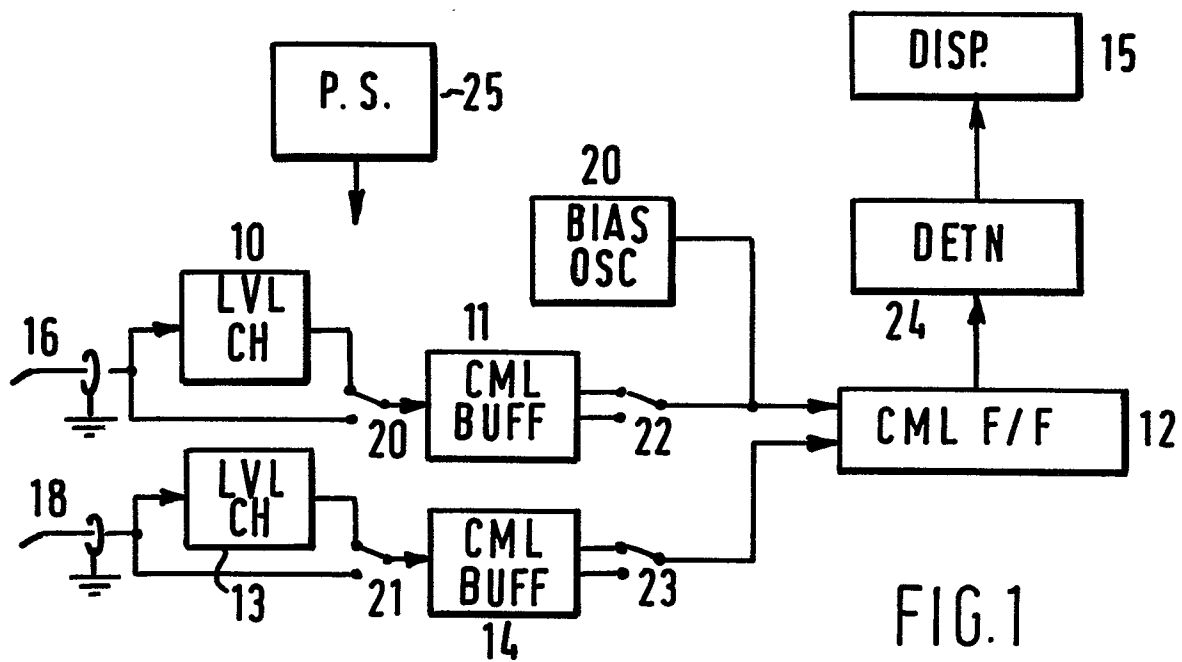 DISP.
15
P. S.
25
20
BIAS
OSC
DETN
24
10
LVL
CH
16
11
CML
BUFF
20
22
CML F/F
12
18
LVL
CH
13
21
CML
BUFF
14
23
FIG.1